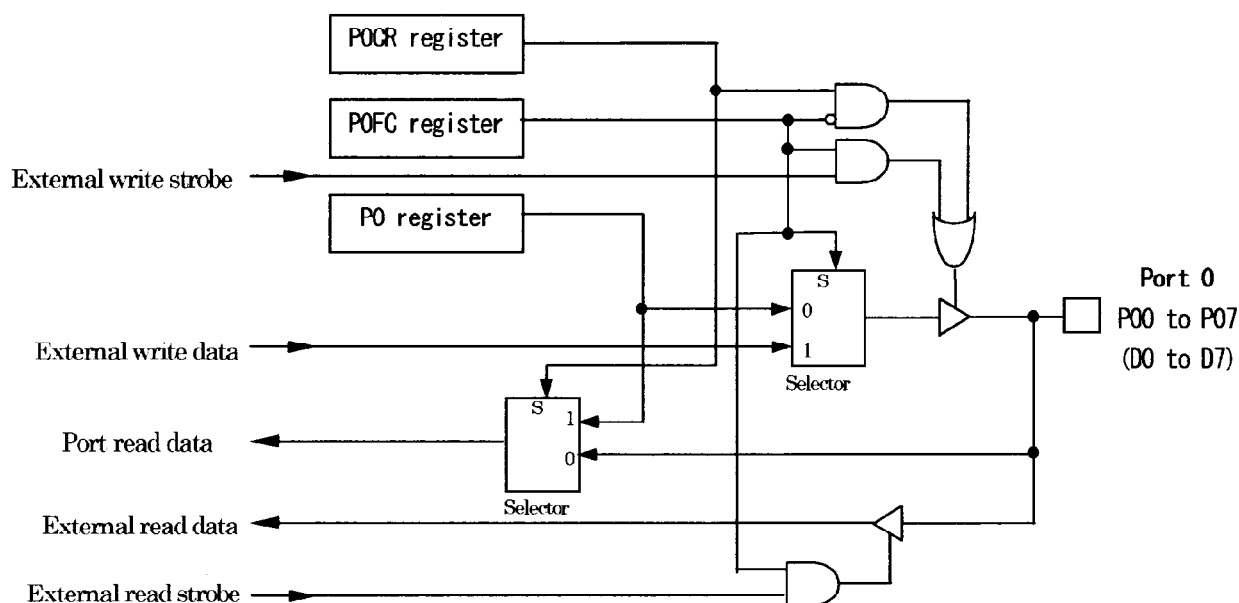 P0CR register
P0FC register
External write strobe
P0 register
S
0
1
Selector
External write data
Port 0
P00 to P07
(D0 to D7)
S
1
0
Selector
Port read data
External read data
External read strobe